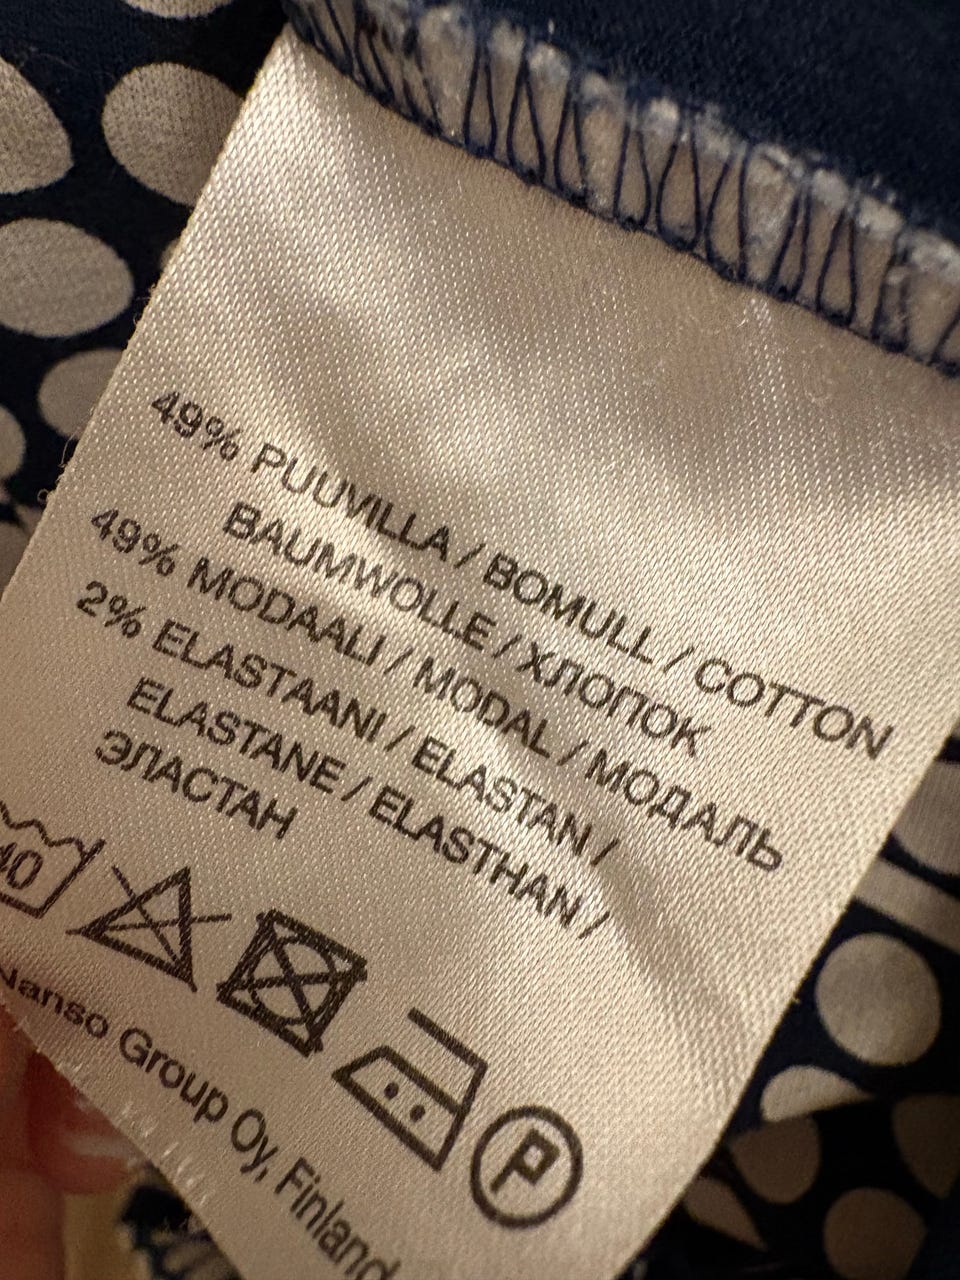 49% PUUVILLA / BOMULL / COTTON
BAUMWOLLE / ХЛОПОК
49% MODAALI / MODAL / МОДАЛЬ
2% ELASTAANI / ELASTAN /
ELASTANE / ELASTHAN /
ЭЛАСТАН
40
P
Nanso Group Oy, Finland